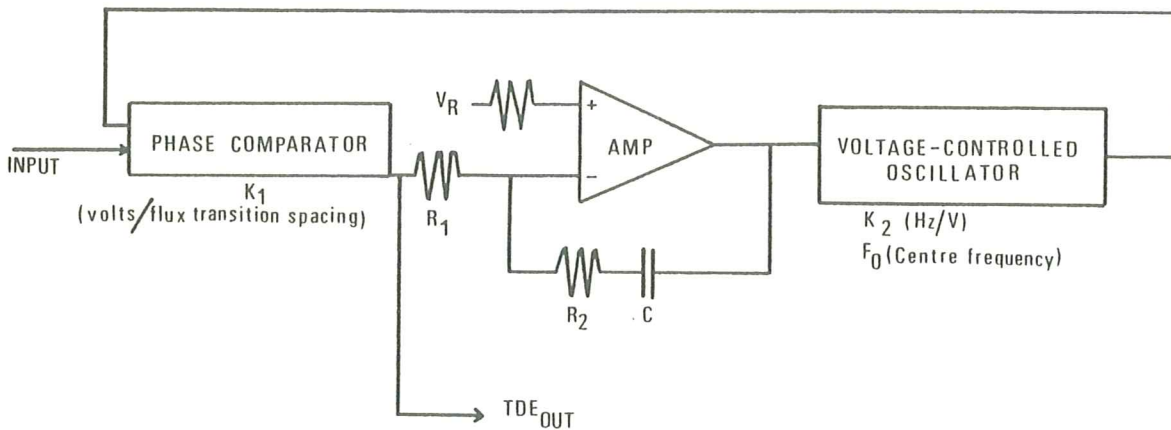 V_R
+
-
AMP
PHASE COMPARATOR
VOLTAGE-CONTROLLED
OSCILLATOR
INPUT
K_1
(volts/flux transition spacing)
R_1
K_2 (Hz/V)
F_0 (Centre frequency)
R_2
C
TDE_OUT